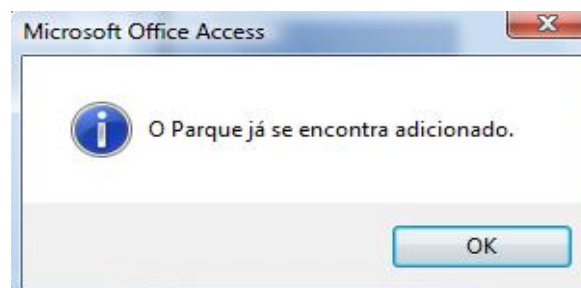 Microsoft Office Access
O Parque já se encontra adicionado.
OK